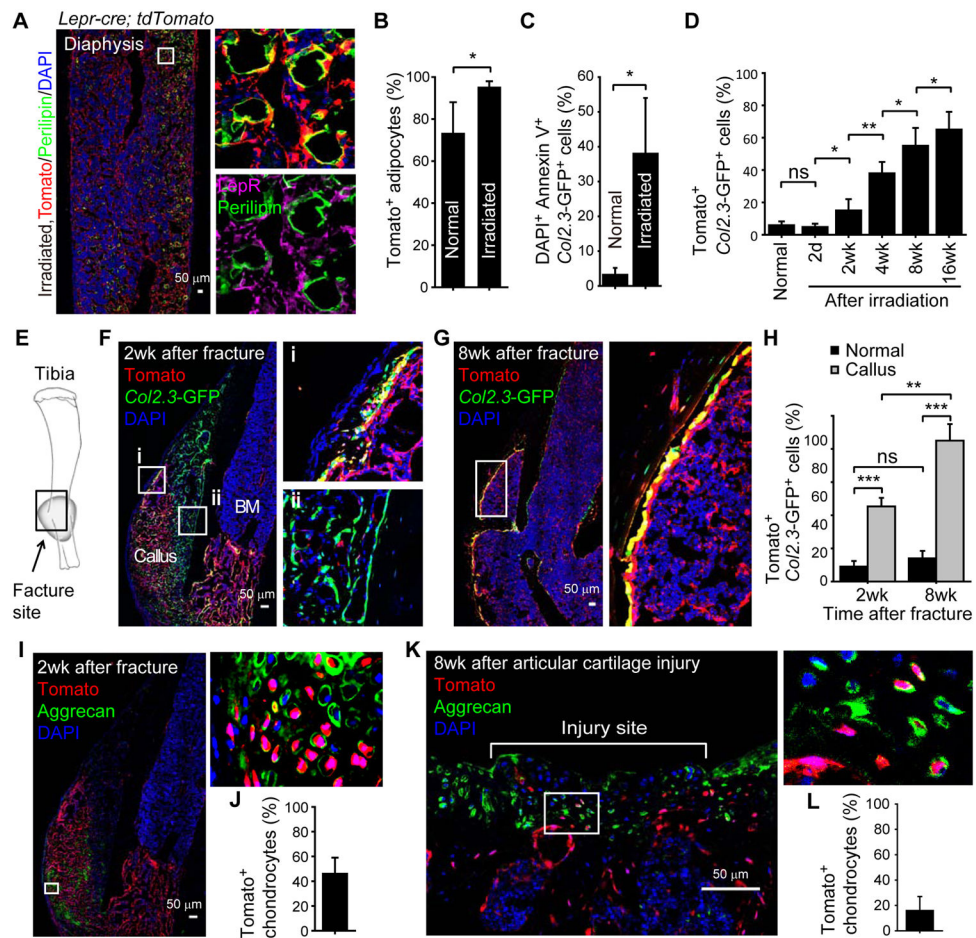 A
Lepr-cre; tdTomato
Irradiated,Tomato/Perilipin/DAPI
Diaphysis
50 µm
LepR
Perilipin
B
Tomato+ adipocytes (%)
100
80
60
40
20
0
*
Normal
Irradiated
C
DAPI+ Annexin V+
Col2.3-GFP+ cells (%)
60
50
40
30
20
10
0
*
Normal
Irradiated
D
Tomato+
Col2.3-GFP+ cells (%)
100
80
60
40
20
0
ns
*
**
*
*
Normal
2d
2wk
4wk
8wk
16wk
After irradiation
E
Tibia
Facture
site
F
2wk after fracture
Tomato
Col2.3-GFP
DAPI
i
ii
BM
Callus
50 µm
i
ii
G
8wk after fracture
Tomato
Col2.3-GFP
DAPI
50 µm
H
Normal
Callus
Tomato+
Col2.3-GFP+ cells (%)
100
80
60
40
20
0
**
***
ns
***
2wk
8wk
Time after fracture
I
2wk after fracture
Tomato
Aggrecan
DAPI
50 µm
J
Tomato+
chondrocytes (%)
100
80
60
40
20
0
K
8wk after articular cartilage injury
Tomato
Aggrecan
DAPI
Injury site
50 µm
L
Tomato+
chondrocytes (%)
100
80
60
40
20
0